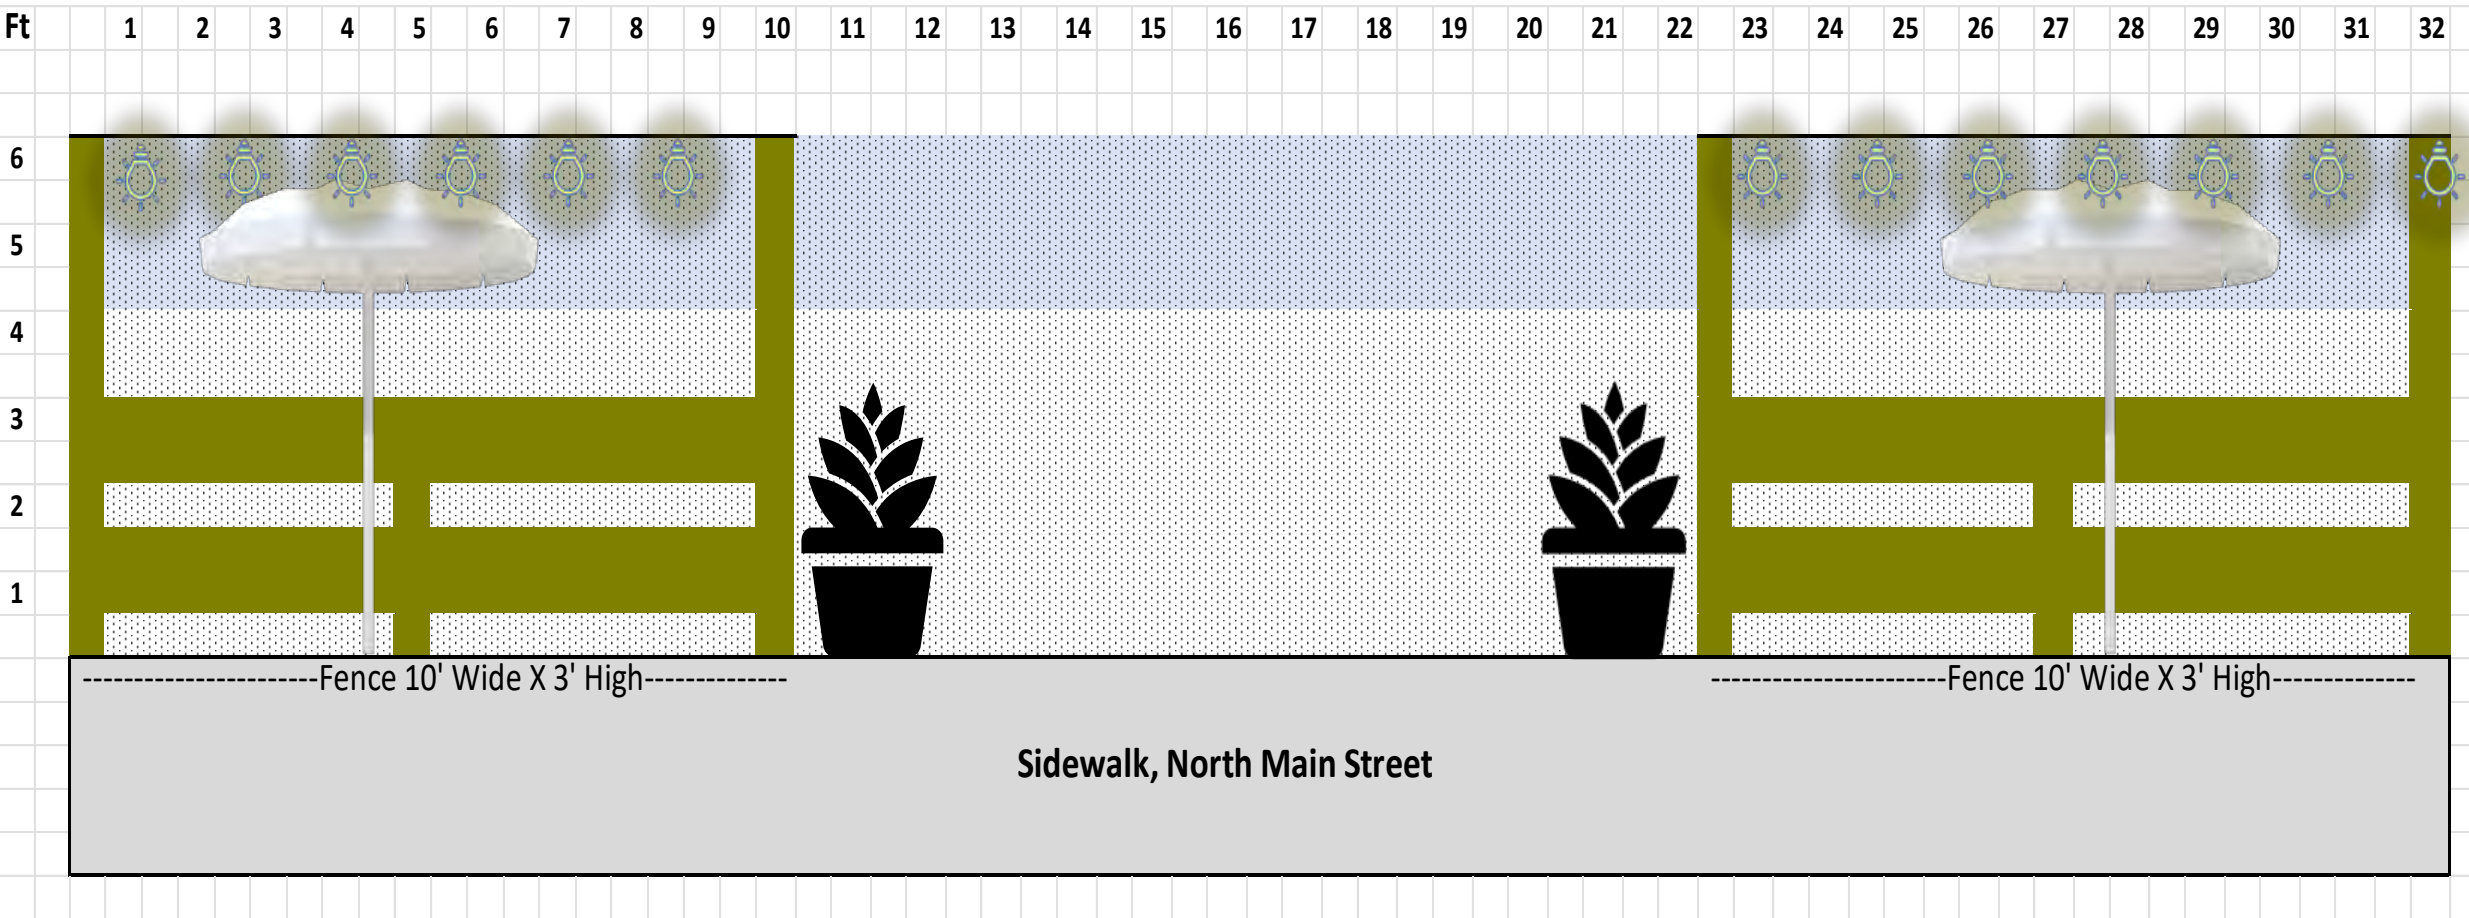 Ft 1 2 3 4 5 6 7 8 9 10 11 12 13 14 15 16 17 18 19 20 21 22 23 24 25 26 27 28 29 30 31 32
6
5
4
3
2
1
----------------------Fence 10' Wide X 3' High------------- ----------------------Fence 10' Wide X 3' High-------------
Sidewalk, North Main Street